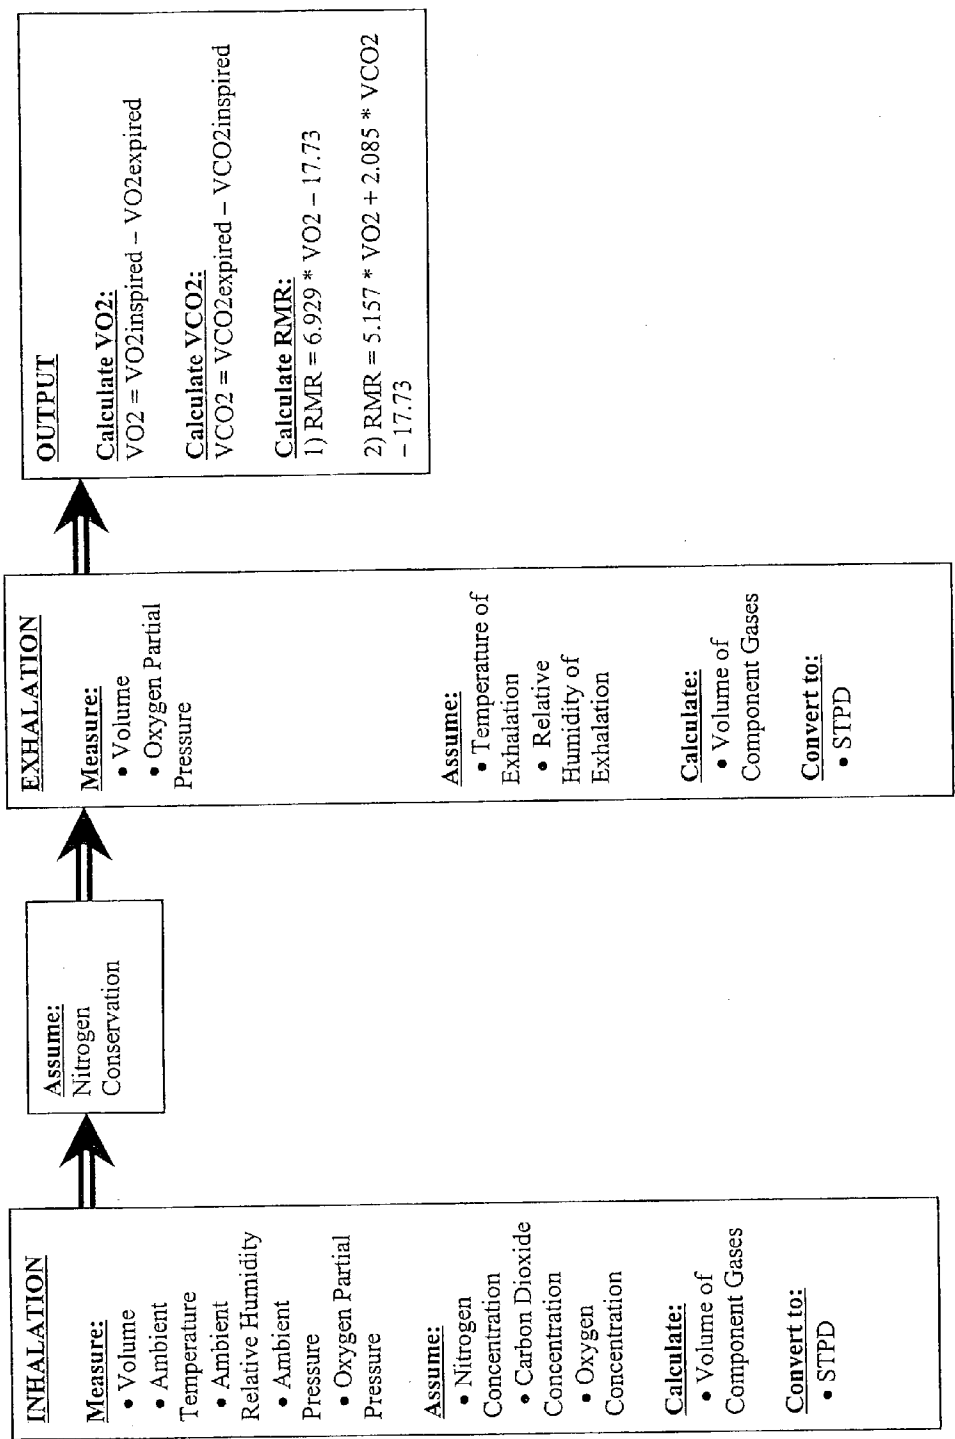 INHALATION
Measure:
• Volume
• Ambient
Temperature
• Ambient
Relative Humidity
• Ambient
Pressure
• Oxygen Partial
Pressure
Assume:
• Nitrogen
Concentration
• Carbon Dioxide
Concentration
• Oxygen
Concentration
Calculate:
• Volume of
Component Gases
Convert to:
• STPD
Assume:
Nitrogen
Conservation
EXHALATION
Measure:
• Volume
• Oxygen Partial
Pressure
Assume:
• Temperature of
Exhalation
• Relative
Humidity of
Exhalation
Calculate:
• Volume of
Component Gases
Convert to:
• STPD
OUTPUT
Calculate VO2:
VO2 = VO2inspired – VO2expired
Calculate VCO2:
VCO2 = VCO2expired – VCO2inspired
Calculate RMR:
1) RMR = 6.929 * VO2 – 17.73
2) RMR = 5.157 * VO2 + 2.085 * VCO2
– 17.73